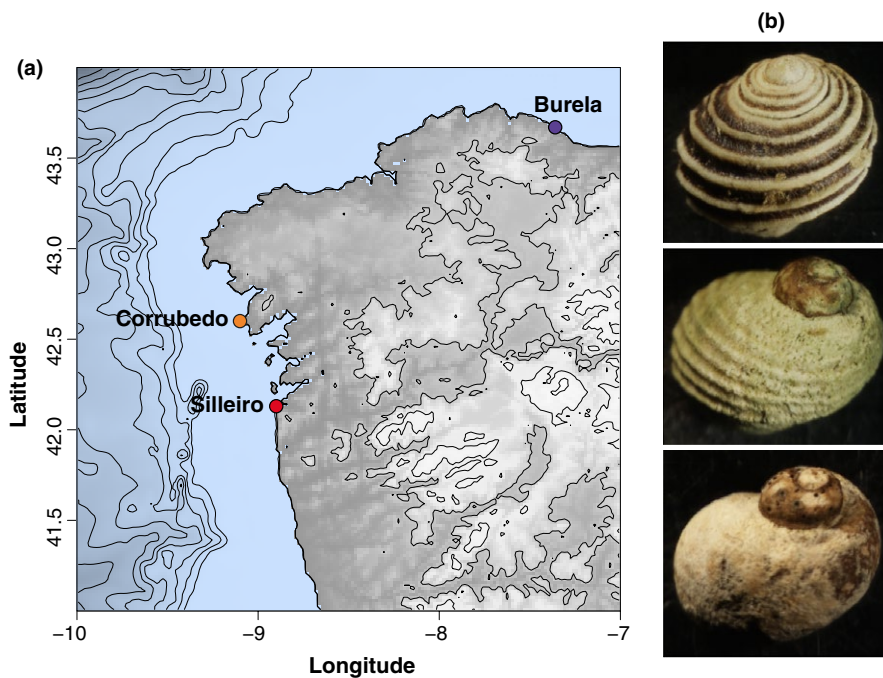 (b)
(a)
Burela
43.5
43.0
Corrubedo
42.5
Latitude
Silleiro
42.0
41.5
−10
−9
−8
−7
Longitude